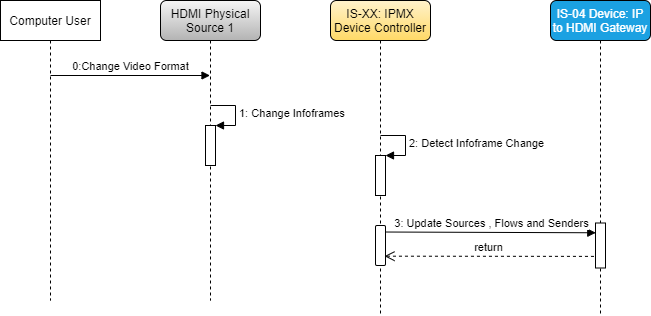 Computer User
HDMI Physical
Source 1
IS-XX: IPMX
Device Controller
IS-04 Device: IP
to HDMI Gateway
0:Change Video Format
1: Change Infoframes
2: Detect Infoframe Change
3: Update Sources , Flows and Senders
return